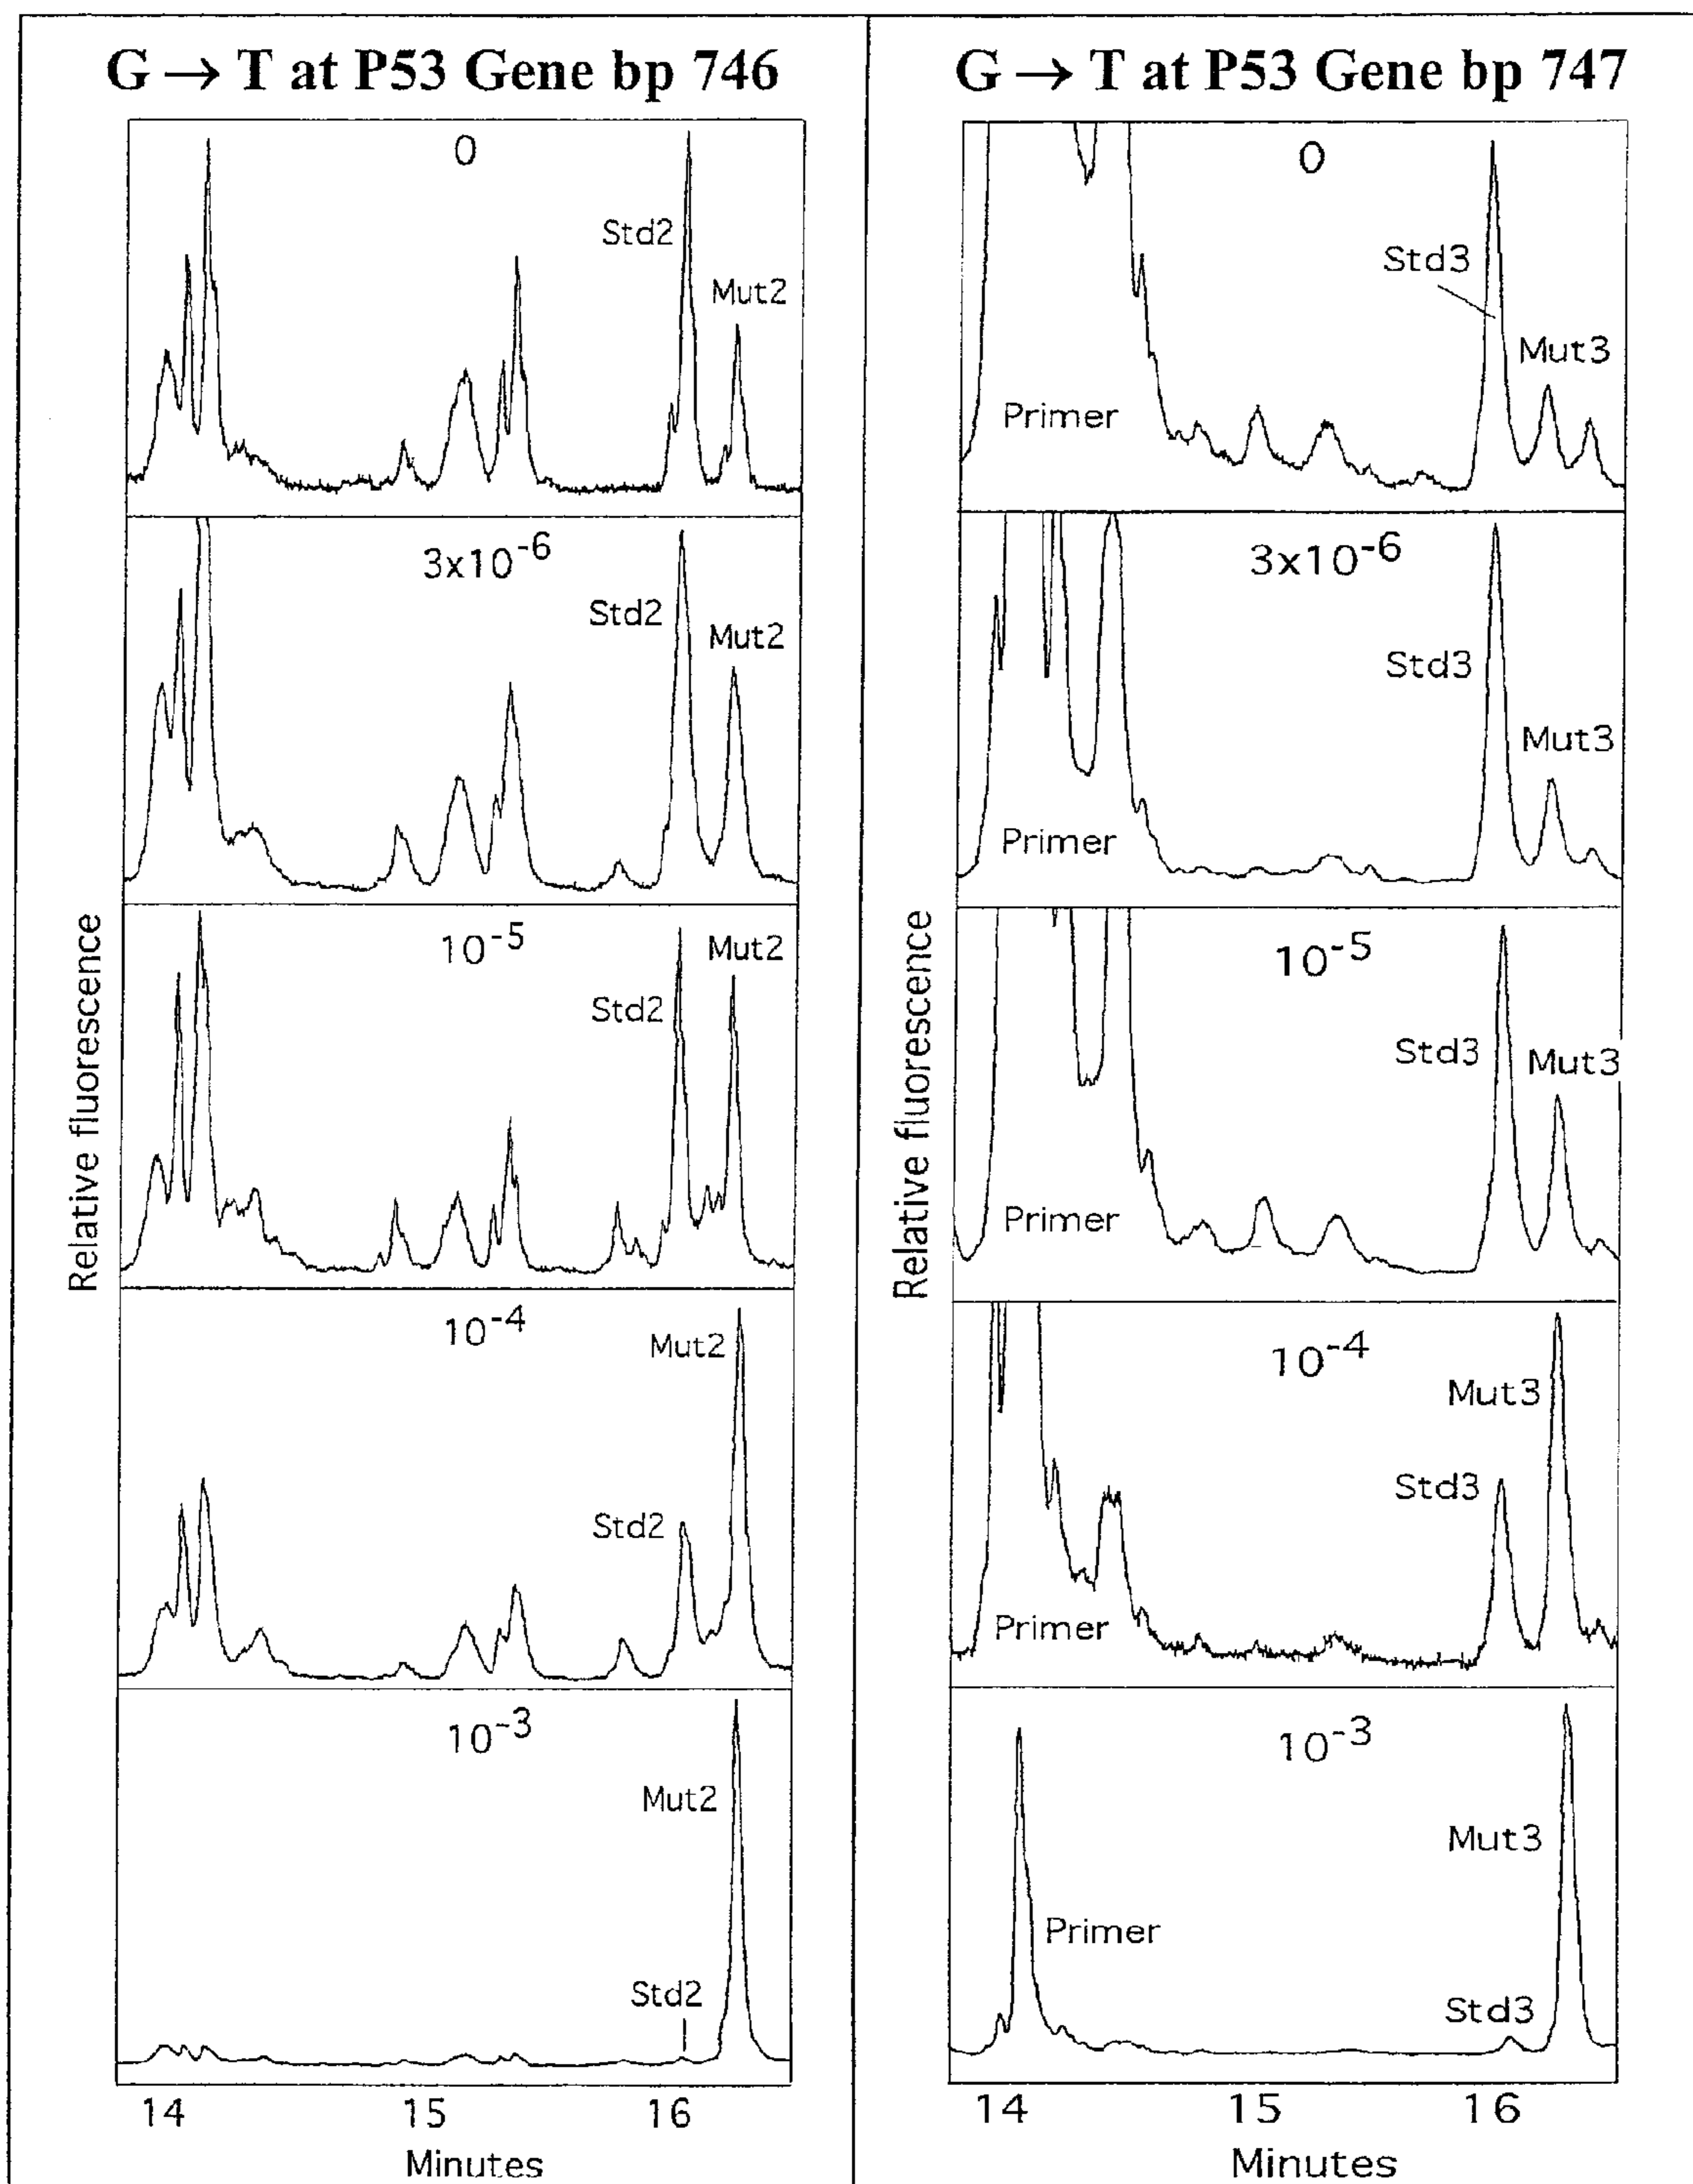 G → T at P53 Gene bp 746
0
Std2
Mut2
3x10⁻⁶
Std2
Mut2
10⁻⁵
Mut2
Std2
10⁻⁴
Mut2
Std2
10⁻³
Mut2
Std2
Relative fluorescence
14 15 16
Minutes
G → T at P53 Gene bp 747
0
Std3
Mut3
Primer
3x10⁻⁶
Std3
Mut3
Primer
10⁻⁵
Std3
Mut3
Primer
10⁻⁴
Mut3
Std3
Primer
10⁻³
Mut3
Primer
Std3
Relative fluorescence
14 15 16
Minutes